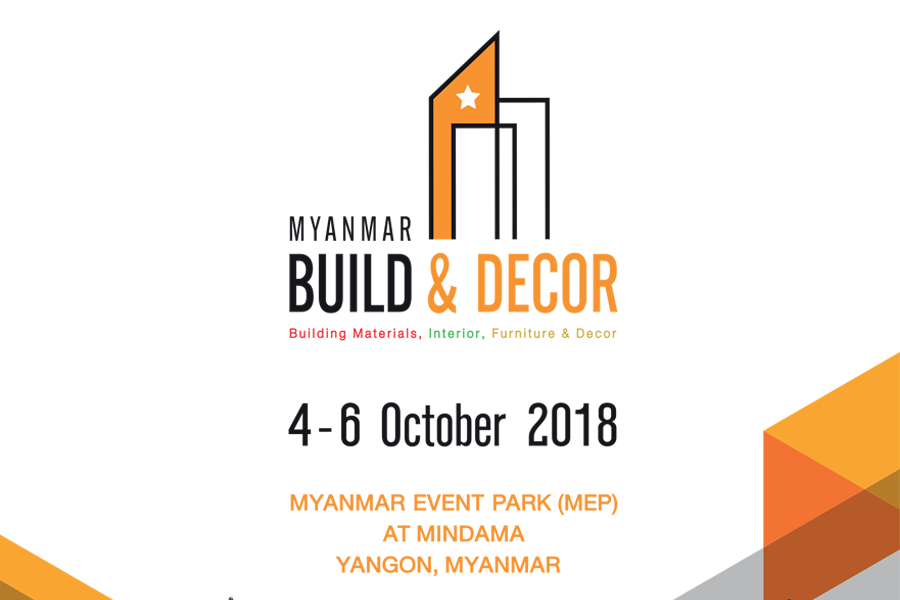 MYANMAR
BUILD & DECOR
Building Materials, Interior, Furniture & Decor
4-6 October 2018
MYANMAR EVENT PARK (MEP)
AT MINDAMA
YANGON, MYANMAR